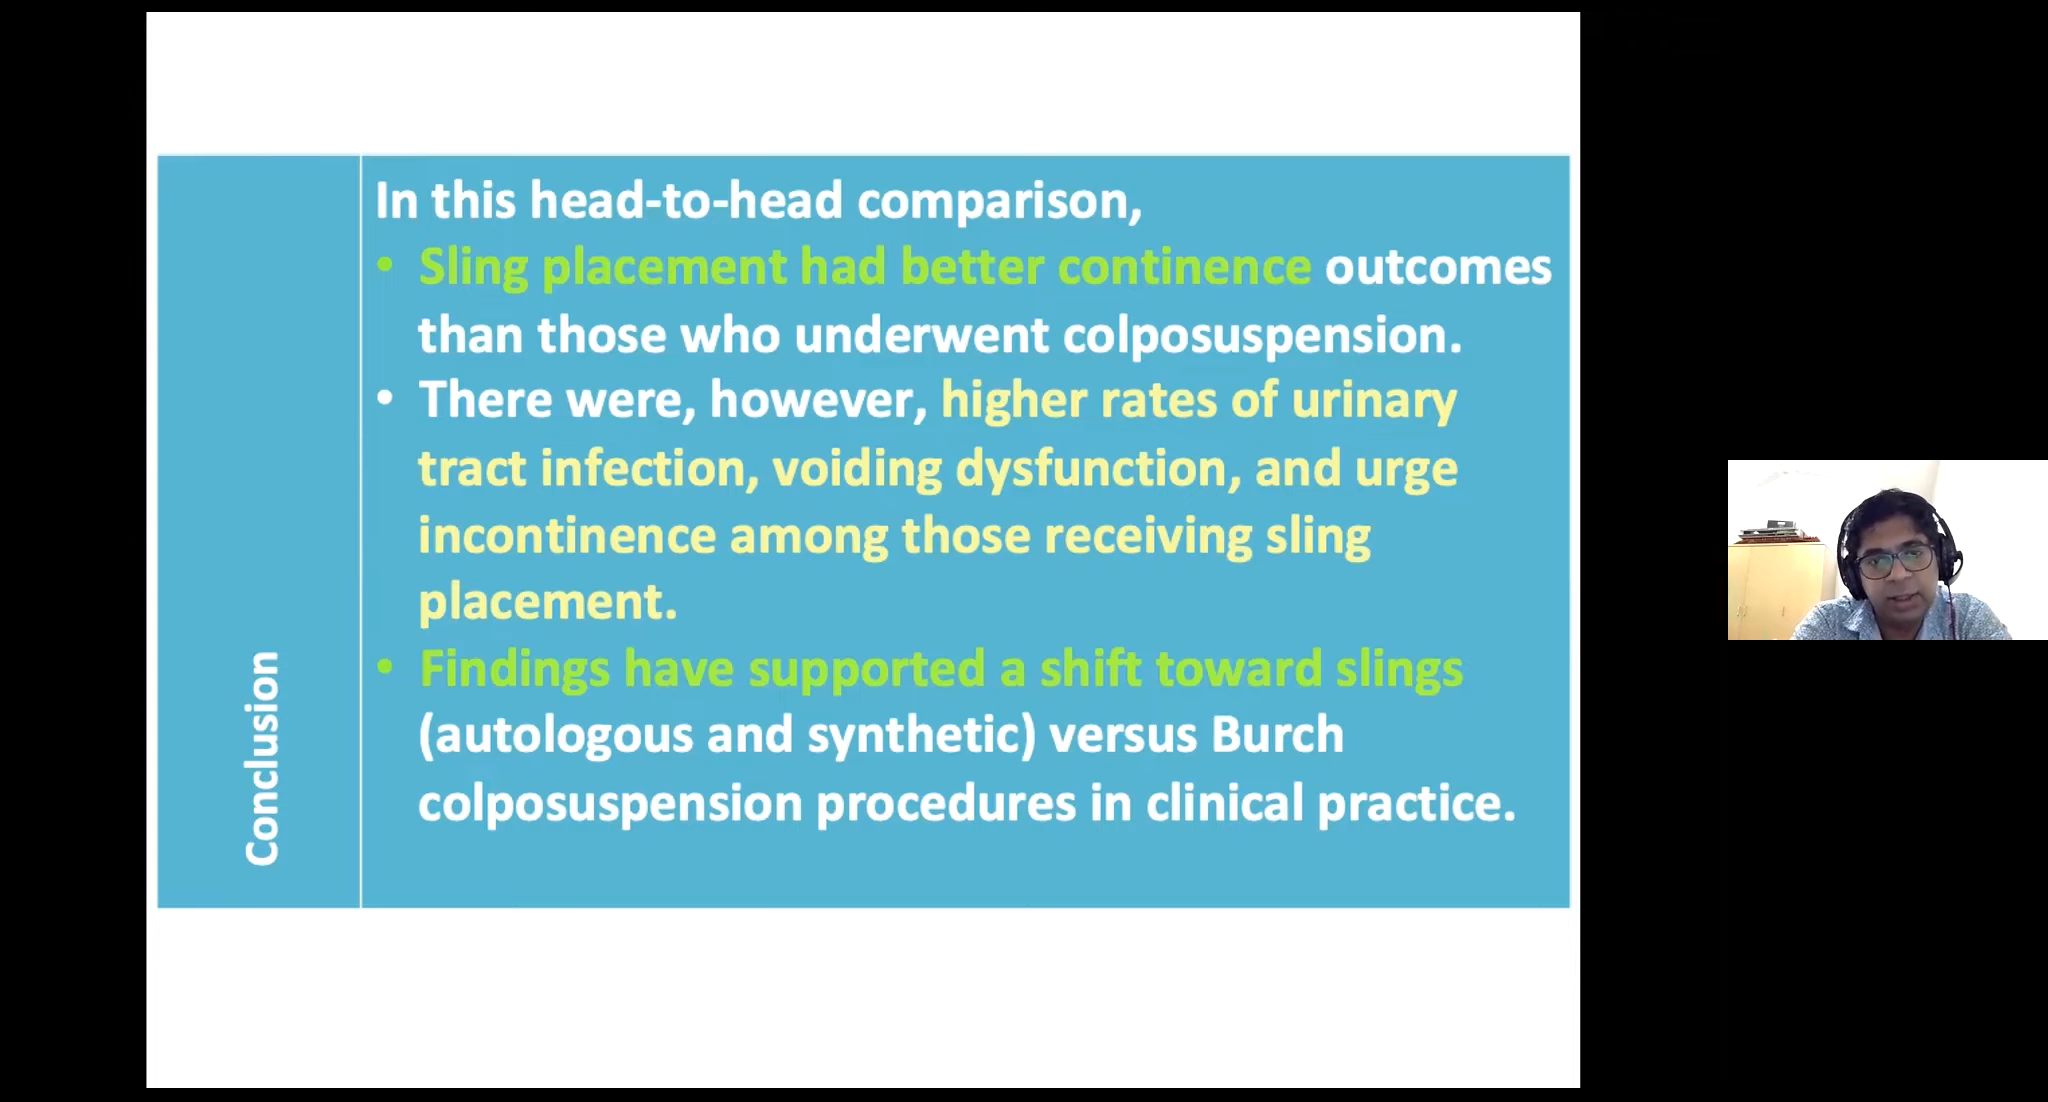 Conclusion
In this head-to-head comparison,
• Sling placement had better continence outcomes
than those who underwent colposuspension.
• There were, however, higher rates of urinary
tract infection, voiding dysfunction, and urge
incontinence among those receiving sling
placement.
• Findings have supported a shift toward slings
(autologous and synthetic) versus Burch
colposuspension procedures in clinical practice.